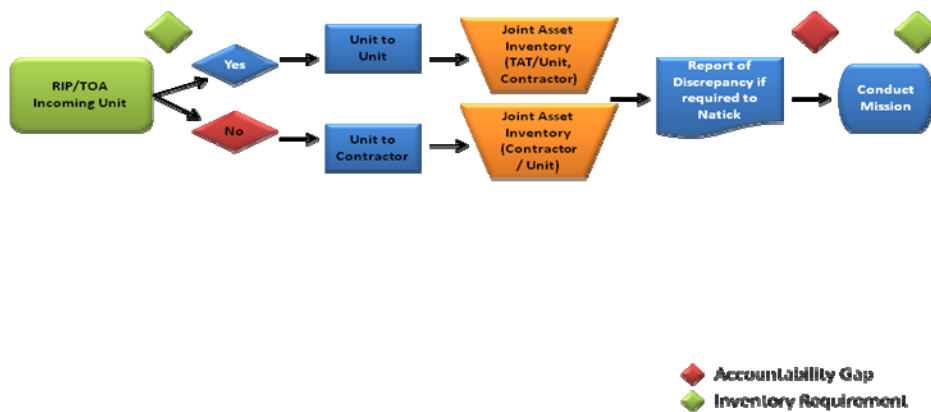 RIP/TOA
Incoming Unit
Yes
No
Unit to
Unit
Unit to
Contractor
Joint Asset
Inventory
(TAT/Unit,
Contractor)
Joint Asset
Inventory
(Contractor
/ Unit)
Report of
Discrepancy if
required to
Natick
Conduct
Mission
Accountability Gap
Inventory Requirement